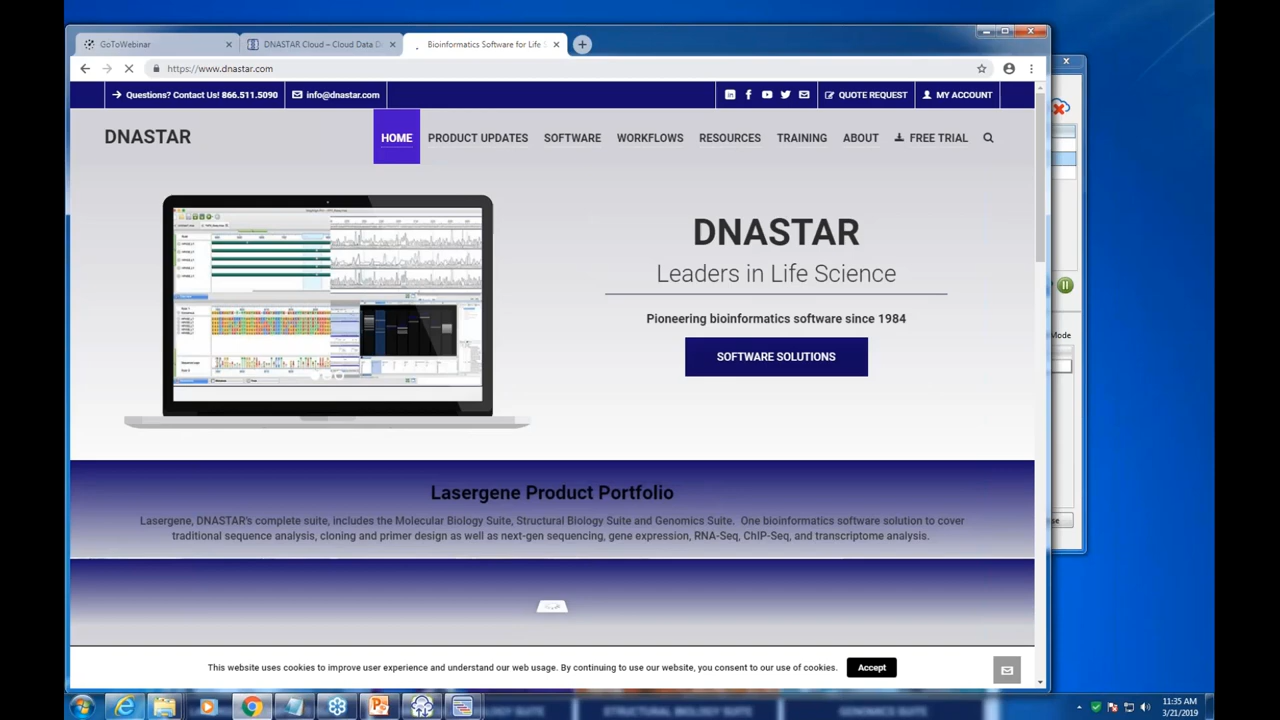 GoToWebinar
DNASTAR Cloud – Cloud Data D
Bioinformatics Software for Life S
https://www.dnastar.com
Questions? Contact Us! 866.511.5090
info@dnastar.com
QUOTE REQUEST
MY ACCOUNT
DNASTAR
HOME
PRODUCT UPDATES
SOFTWARE
WORKFLOWS
RESOURCES
TRAINING
ABOUT
FREE TRIAL
DNASTAR
Leaders in Life Science
Pioneering bioinformatics software since 1984
SOFTWARE SOLUTIONS
Mode
Lasergene Product Portfolio
Lasergene, DNASTAR's complete suite, includes the Molecular Biology Suite, Structural Biology Suite and Genomics Suite. One bioinformatics software solution to cover
traditional sequence analysis, cloning and primer design as well as next-gen sequencing, gene expression, RNA-Seq, ChIP-Seq, and transcriptome analysis.
This website uses cookies to improve user experience and understand our web usage. By continuing to use our website, you consent to our use of cookies.
Accept
STRUCTURAL BIOLOGY SUITE
GENOMICS SUITE
11:35 AM
3/21/2019